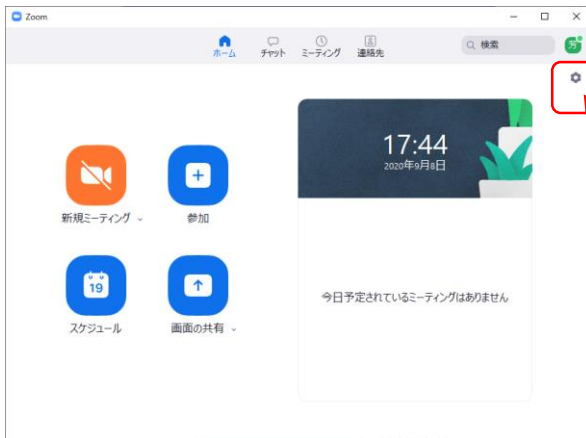 Zoom
ホーム
チャット
ミーティング
連絡先
検索
芳
17:44
2020年9月8日
新規ミーティング
参加
19
スケジュール
画面の共有
今日予定されているミーティングはありません